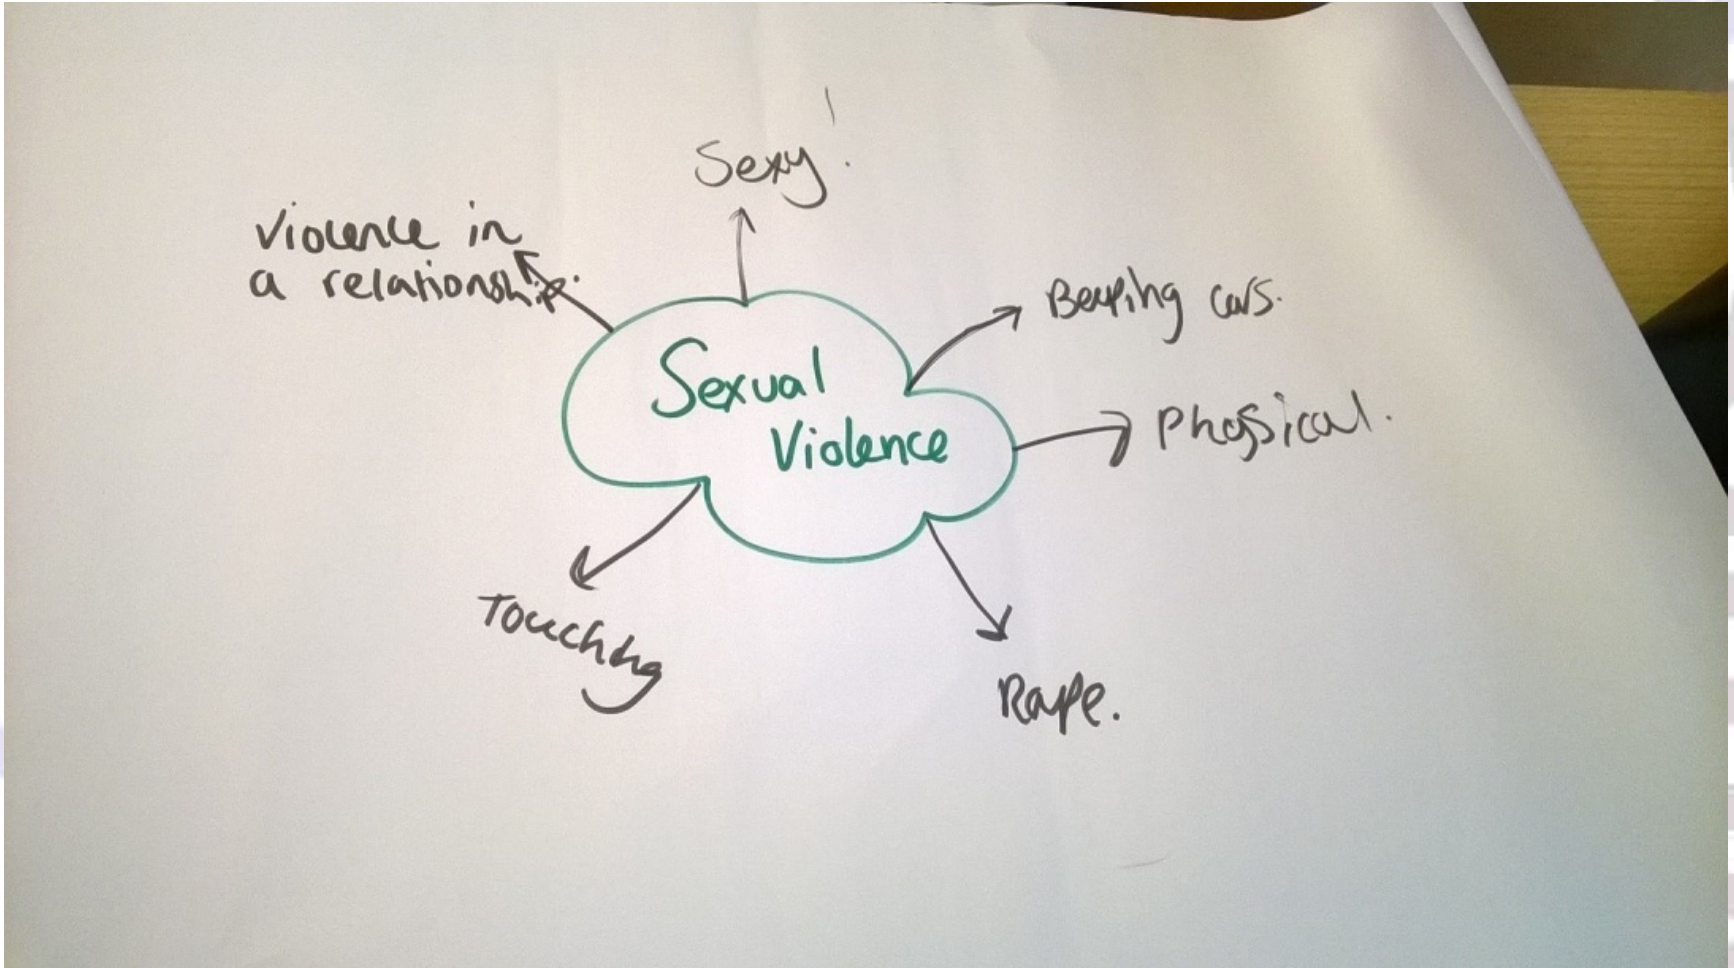 Sexy!
Violence in
a relationship.
Beeping cars.
Sexual
Violence
Physical.
Touching
Rape.